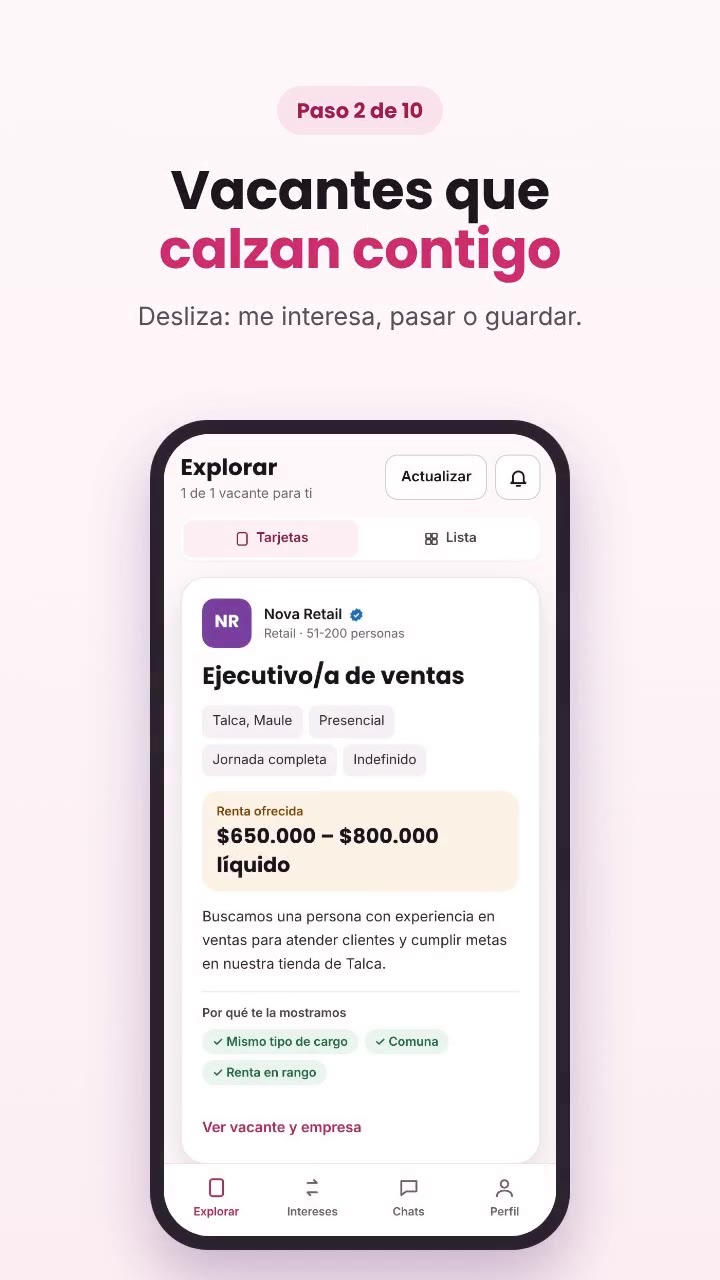 Paso 2 de 10
Vacantes que
calzan contigo
Desliza: me interesa, pasar o guardar.
Explorar
1 de 1 vacante para ti
Actualizar
Tarjetas
Lista
NR
Nova Retail
Retail · 51-200 personas
Ejecutivo/a de ventas
Talca, Maule
Presencial
Jornada completa
Indefinido
Renta ofrecida
$650.000 – $800.000
líquido
Buscamos una persona con experiencia en
ventas para atender clientes y cumplir metas
en nuestra tienda de Talca.
Por qué te la mostramos
✓ Mismo tipo de cargo
✓ Comuna
✓ Renta en rango
Ver vacante y empresa
Explorar
Intereses
Chats
Perfil